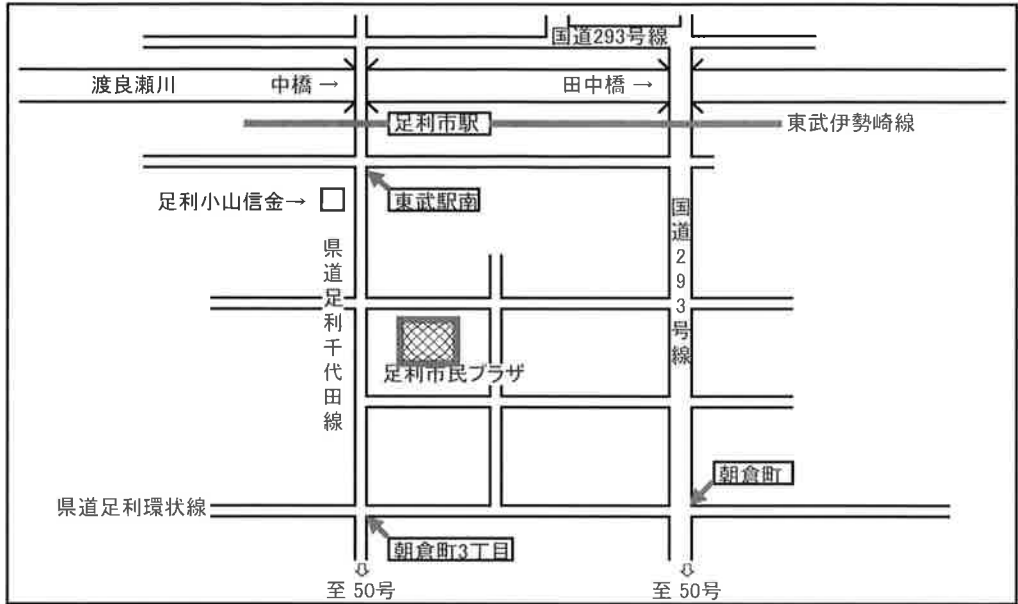 国道293号線
渡良瀬川
中橋→
田中橋→
足利市駅
東武伊勢崎線
足利小山信金→
東武駅南
国道293号線
県道足利千代田線
足利市民プラザ
朝倉町
県道足利環状線
朝倉町3丁目
至 50号
至 50号